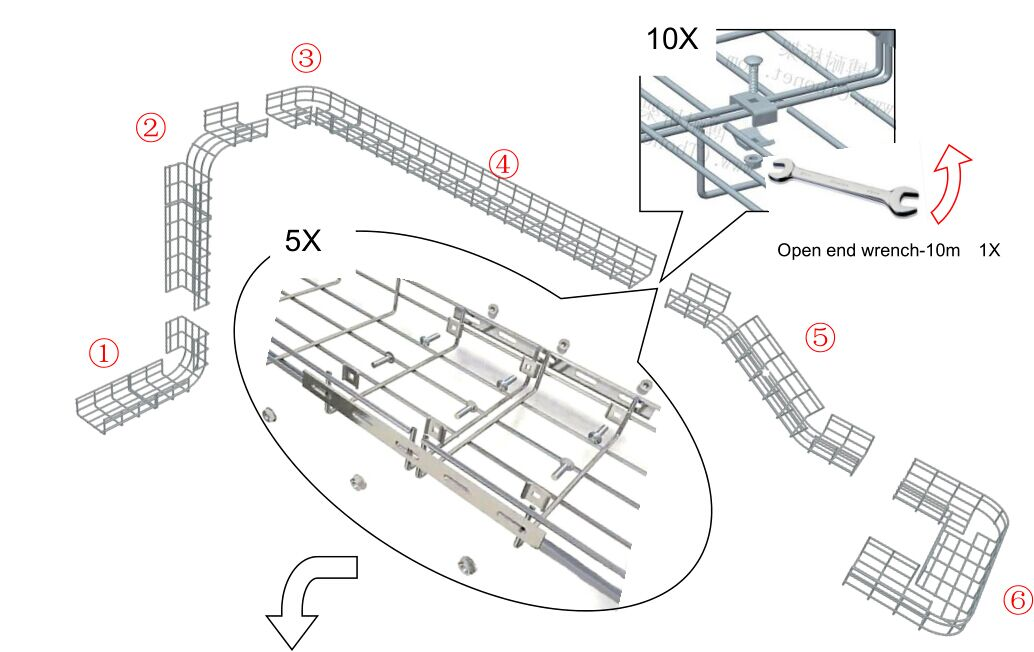 ③
10X
②
④
5X
Open end wrench-10m 1X
⑤
①
⑥